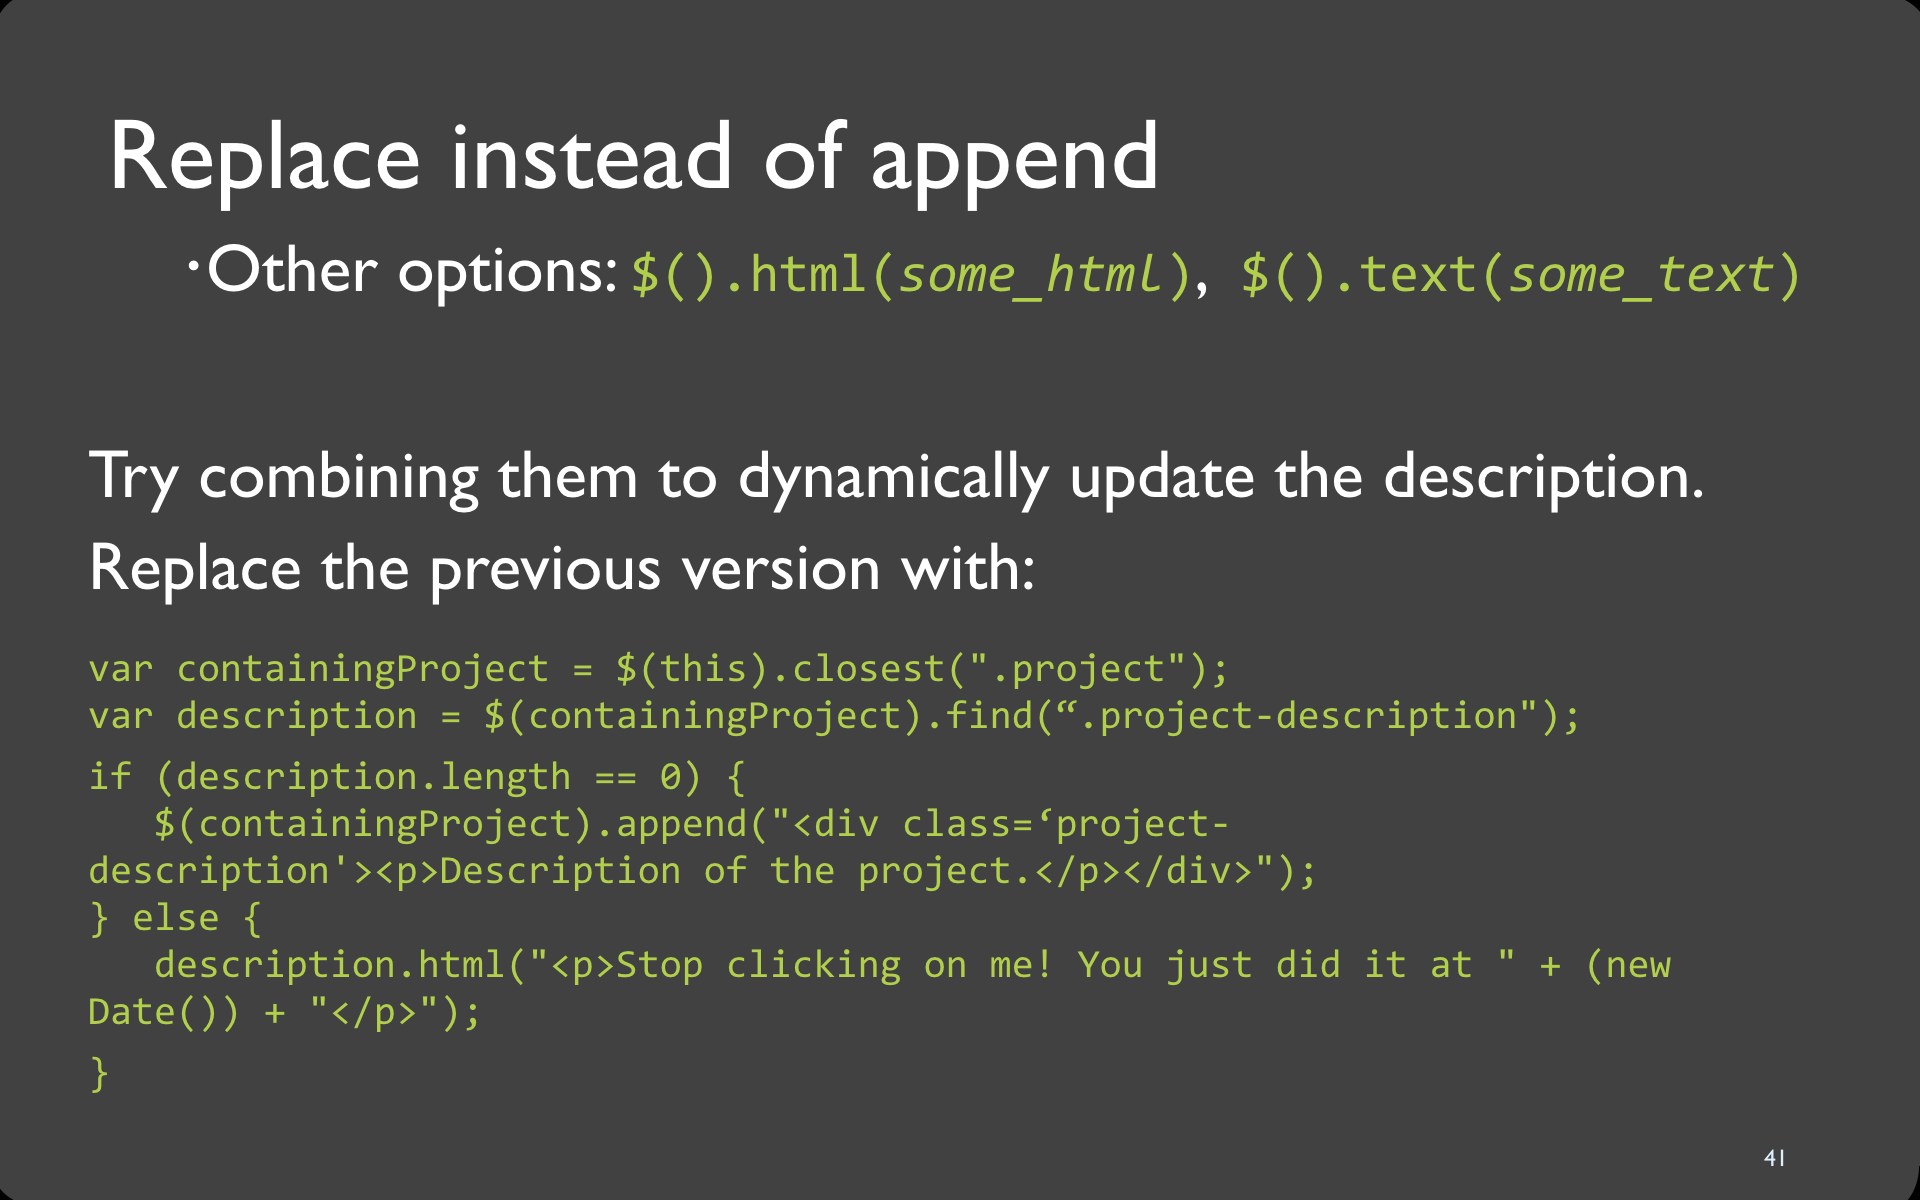 Replace instead of append
•Other options: $().html(some_html), $().text(some_text)
Try combining them to dynamically update the description.
Replace the previous version with:
var containingProject = $(this).closest(".project");
var description = $(containingProject).find(“.project-description");
if (description.length == 0) {
   $(containingProject).append("<div class=‘project-
description'><p>Description of the project.</p></div>");
} else {
   description.html("<p>Stop clicking on me! You just did it at " + (new
Date()) + "</p>");
}
41